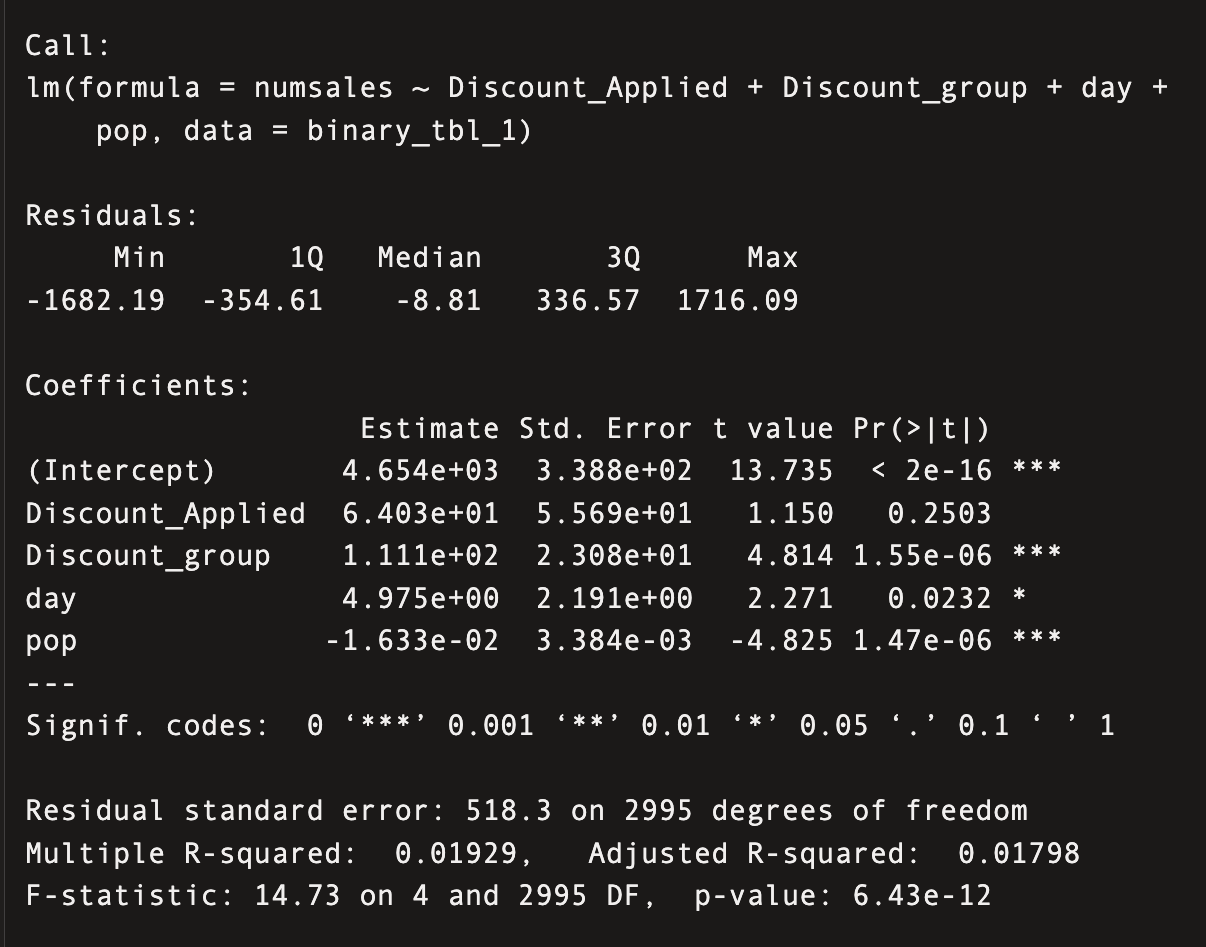 Call:
lm(formula = numsales ~ Discount_Applied + Discount_group + day +
    pop, data = binary_tbl_1)

Residuals:
     Min       1Q   Median       3Q      Max
-1682.19  -354.61    -8.81   336.57  1716.09

Coefficients:
                   Estimate Std. Error t value Pr(>|t|)
(Intercept)       4.654e+03  3.388e+02  13.735  < 2e-16 ***
Discount_Applied  6.403e+01  5.569e+01   1.150   0.2503
Discount_group    1.111e+02  2.308e+01   4.814 1.55e-06 ***
day               4.975e+00  2.191e+00   2.271   0.0232 *
pop              -1.633e-02  3.384e-03  -4.825 1.47e-06 ***
---
Signif. codes:  0 ‘***’ 0.001 ‘**’ 0.01 ‘*’ 0.05 ‘.’ 0.1 ‘ ’ 1

Residual standard error: 518.3 on 2995 degrees of freedom
Multiple R-squared:  0.01929,   Adjusted R-squared:  0.01798
F-statistic: 14.73 on 4 and 2995 DF,  p-value: 6.43e-12